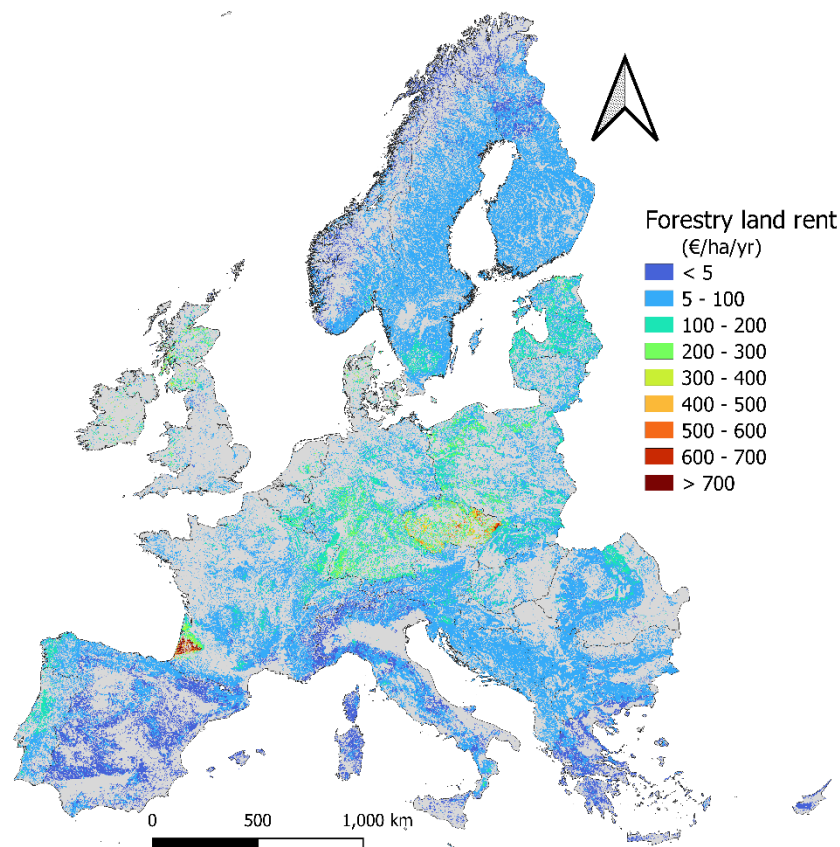 Forestry land rent
(€/ha/yr)
< 5
5 - 100
100 - 200
200 - 300
300 - 400
400 - 500
500 - 600
600 - 700
> 700
0 500 1,000 km